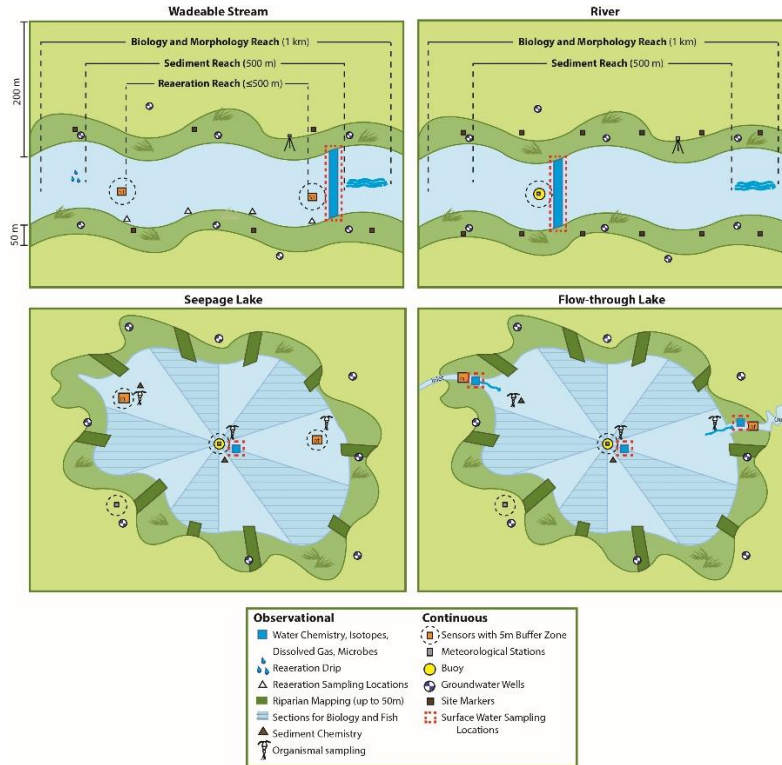 Wadeable Stream
Biology and Morphology Reach (1 km)
Sediment Reach (500 m)
Reaeration Reach (≤500 m)
200 m
50 m
River
Biology and Morphology Reach (1 km)
Sediment Reach (500 m)
Seepage Lake
Flow-through Lake
Inlet
Observational
Water Chemistry, Isotopes,
Dissolved Gas, Microbes
Reaeration Drip
Reaeration Sampling Locations
Riparian Mapping (up to 50m)
Sections for Biology and Fish
Sediment Chemistry
Organismal sampling
Continuous
Sensors with 5m Buffer Zone
Meteorological Stations
Buoy
Groundwater Wells
Site Markers
Surface Water Sampling
Locations